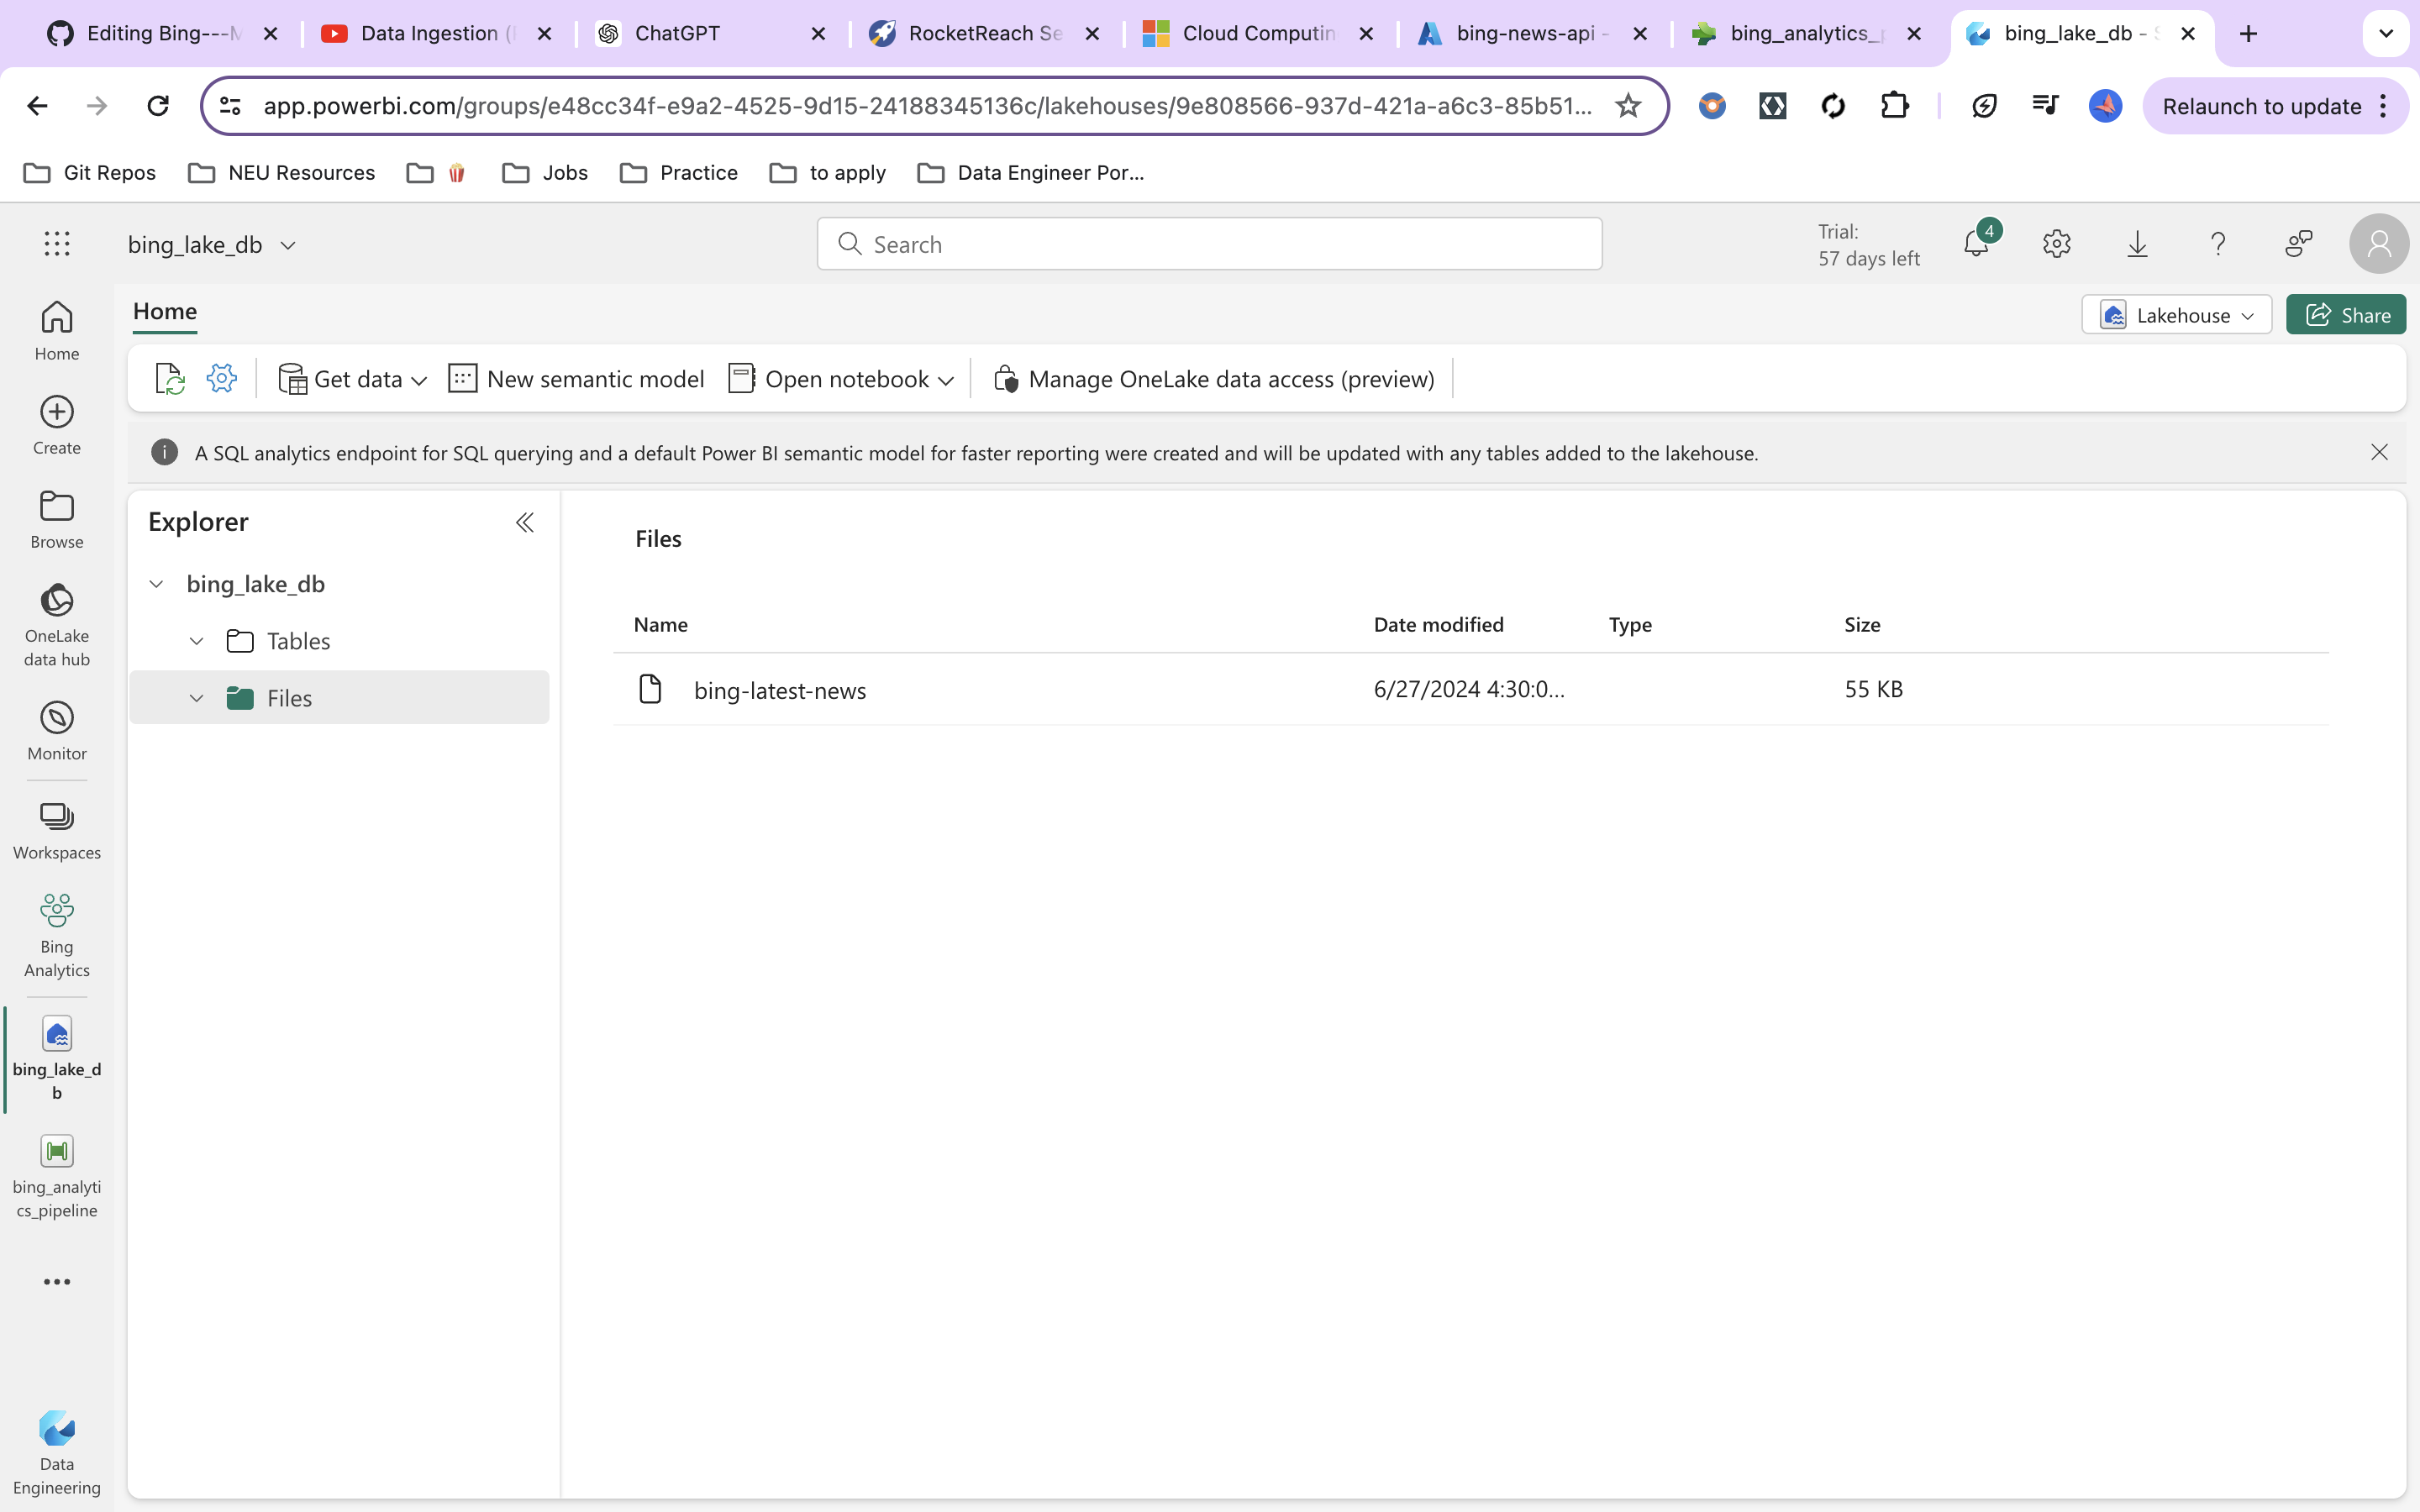 Editing Bing---M
Data Ingestion (
ChatGPT
RocketReach Se
Cloud Computin
bing-news-api -
bing_analytics_p
bing_lake_db - S
app.powerbi.com/groups/e48cc34f-e9a2-4525-9d15-24188345136c/lakehouses/9e808566-937d-421a-a6c3-85b51...
Relaunch to update
Git Repos
NEU Resources
🍿
Jobs
Practice
to apply
Data Engineer Por...
bing_lake_db
Search
Trial:
57 days left
4
Home
Lakehouse
Share
Get data
New semantic model
Open notebook
Manage OneLake data access (preview)
A SQL analytics endpoint for SQL querying and a default Power BI semantic model for faster reporting were created and will be updated with any tables added to the lakehouse.
Home
Create
Browse
OneLake
data hub
Monitor
Workspaces
Bing
Analytics
bing_lake_d
b
bing_analyti
cs_pipeline
Data
Engineering
Explorer
bing_lake_db
Tables
Files
Files
Name Date modified Type Size
bing-latest-news 6/27/2024 4:30:0... 55 KB